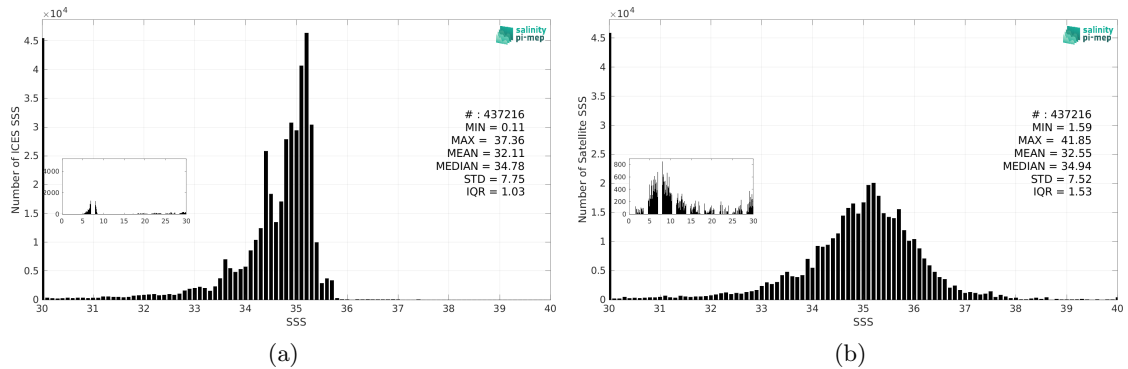 ×10⁴
4.5
4
3.5
3
2.5
2
1.5
1
0.5
0
Number of ICES SSS
salinity
pi-mep
# : 437216
MIN = 0.11
MAX = 37.36
MEAN = 32.11
MEDIAN = 34.78
STD = 7.75
IQR = 1.03
4000
2000
0
0 5 10 15 20 25 30
30 31 32 33 34 35 36 37 38 39 40
SSS
(a)
×10⁴
4.5
4
3.5
3
2.5
2
1.5
1
0.5
0
Number of Satellite SSS
salinity
pi-mep
# : 437216
MIN = 1.59
MAX = 41.85
MEAN = 32.55
MEDIAN = 34.94
STD = 7.52
IQR = 1.53
800
600
400
200
0
0 5 10 15 20 25 30
30 31 32 33 34 35 36 37 38 39 40
SSS
(b)